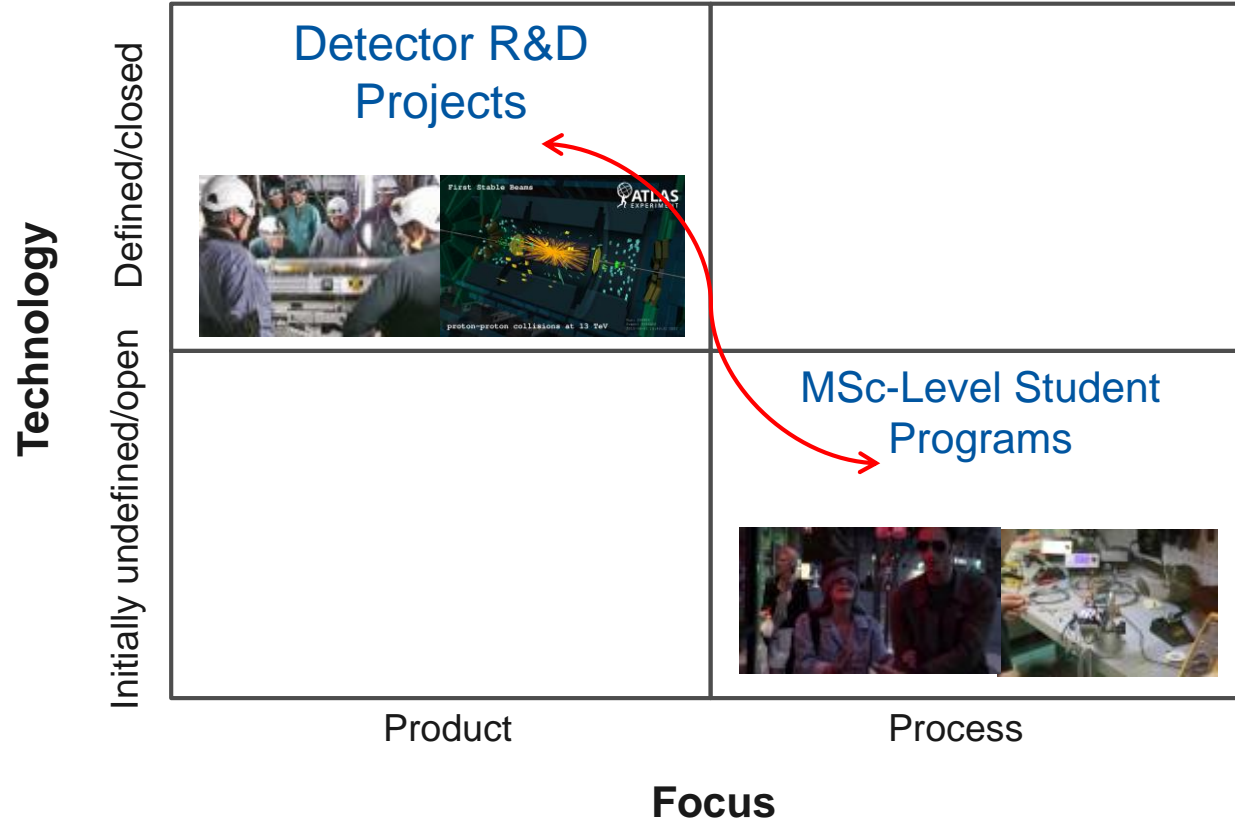 Detector R&D
Projects
Defined/closed
Technology
First Stable Beams
ATLAS
EXPERIMENT
proton-proton collisions at 13 TeV
Initially undefined/open
MSc-Level Student
Programs
Product
Process
Focus